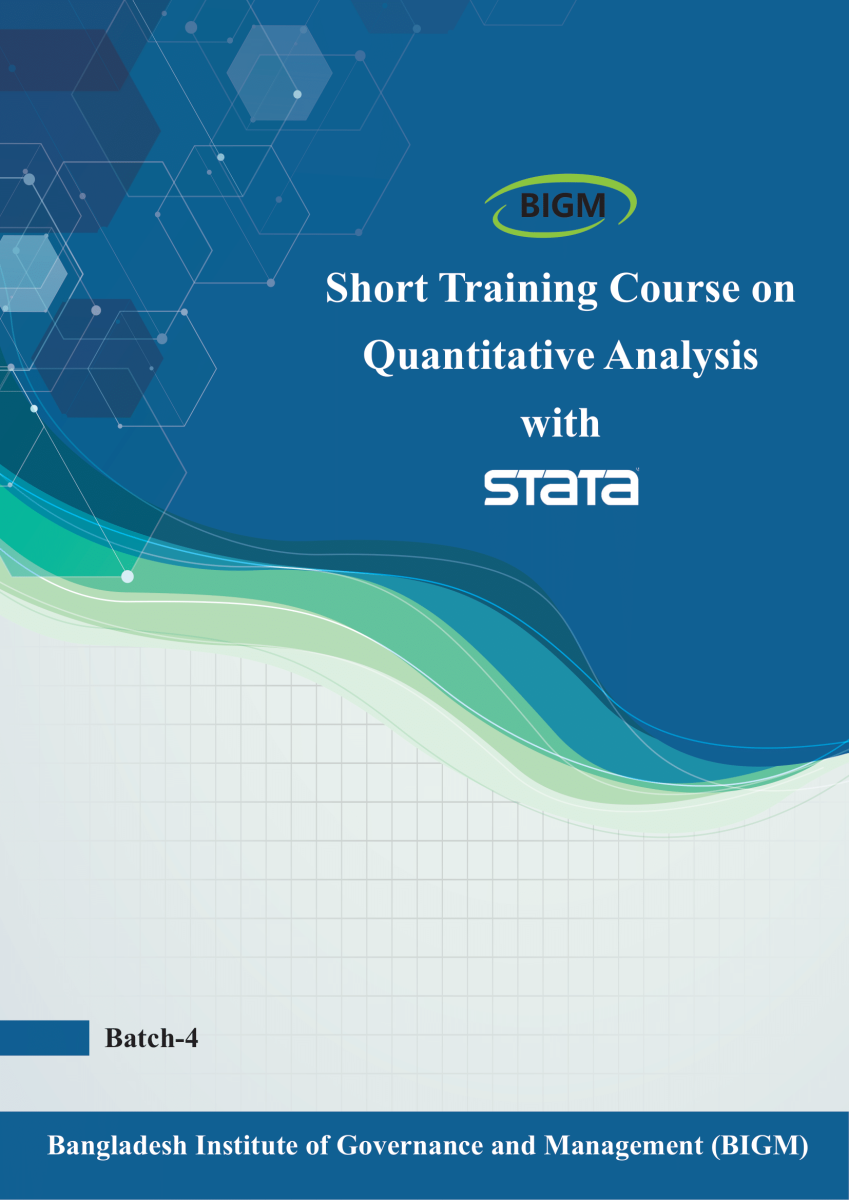 BIGM
Short Training Course on
Quantitative Analysis
with
STATA
Batch-4
Bangladesh Institute of Governance and Management (BIGM)